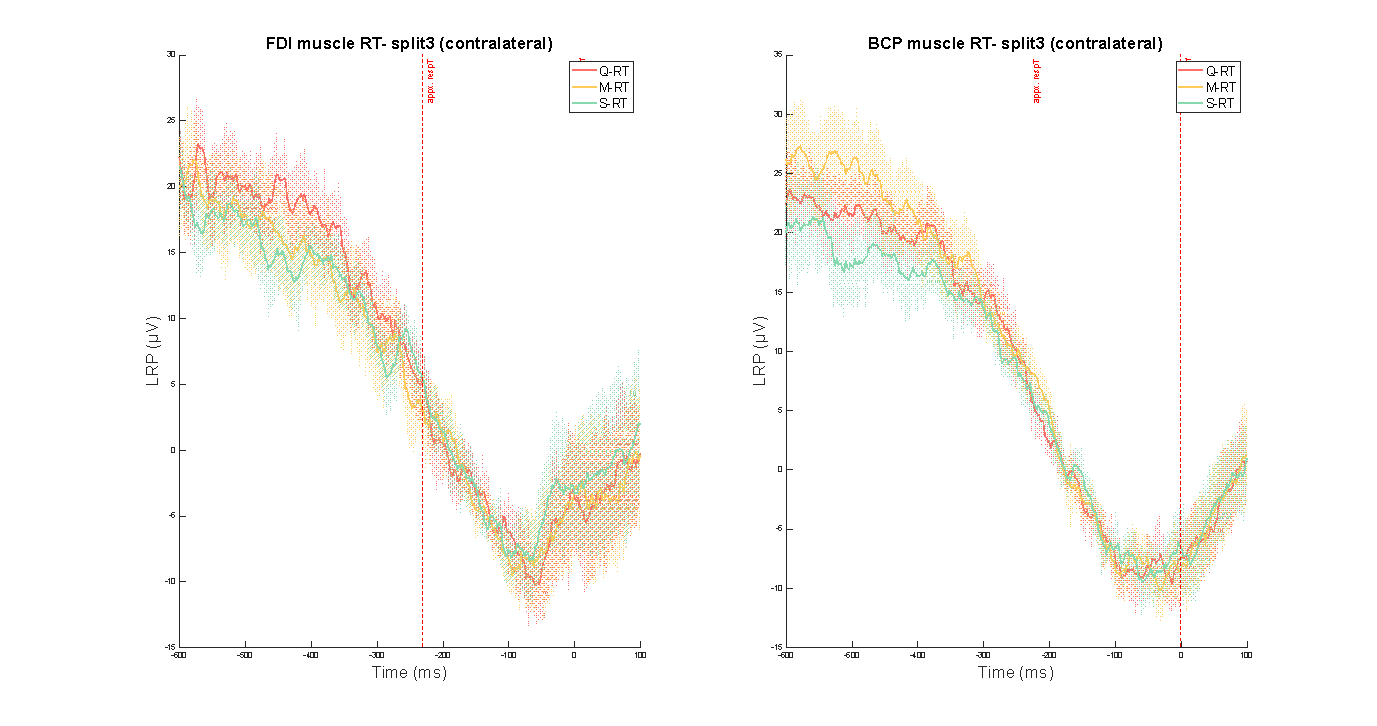 FDI muscle RT- split3 (contralateral)
30
25
20
15
10
5
0
-5
-10
-15
-600
-500
-400
-300
-200
-100
0
100
LRP (µV)
Time (ms)
appx. respT
Q-RT
M-RT
S-RT
BCP muscle RT- split3 (contralateral)
35
30
25
20
15
10
5
0
-5
-10
-15
-600
-500
-400
-300
-200
-100
0
100
LRP (µV)
Time (ms)
appx. respT
Q-RT
M-RT
S-RT